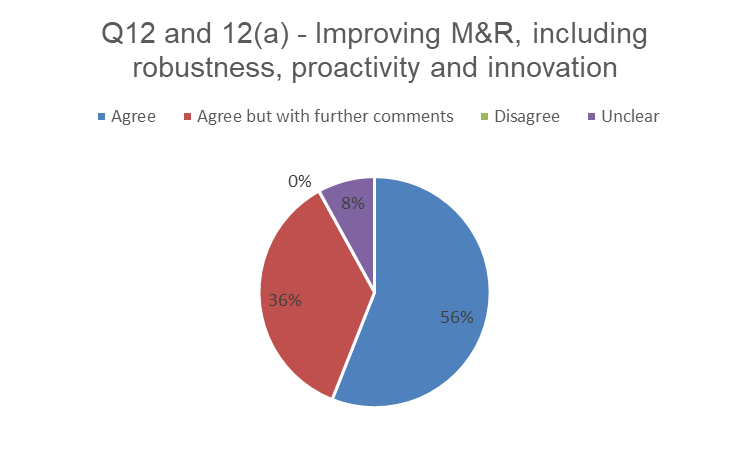 Q12 and 12(a) - Improving M&R, including
robustness, proactivity and innovation
Agree
Agree but with further comments
Disagree
Unclear
0%
8%
36%
56%